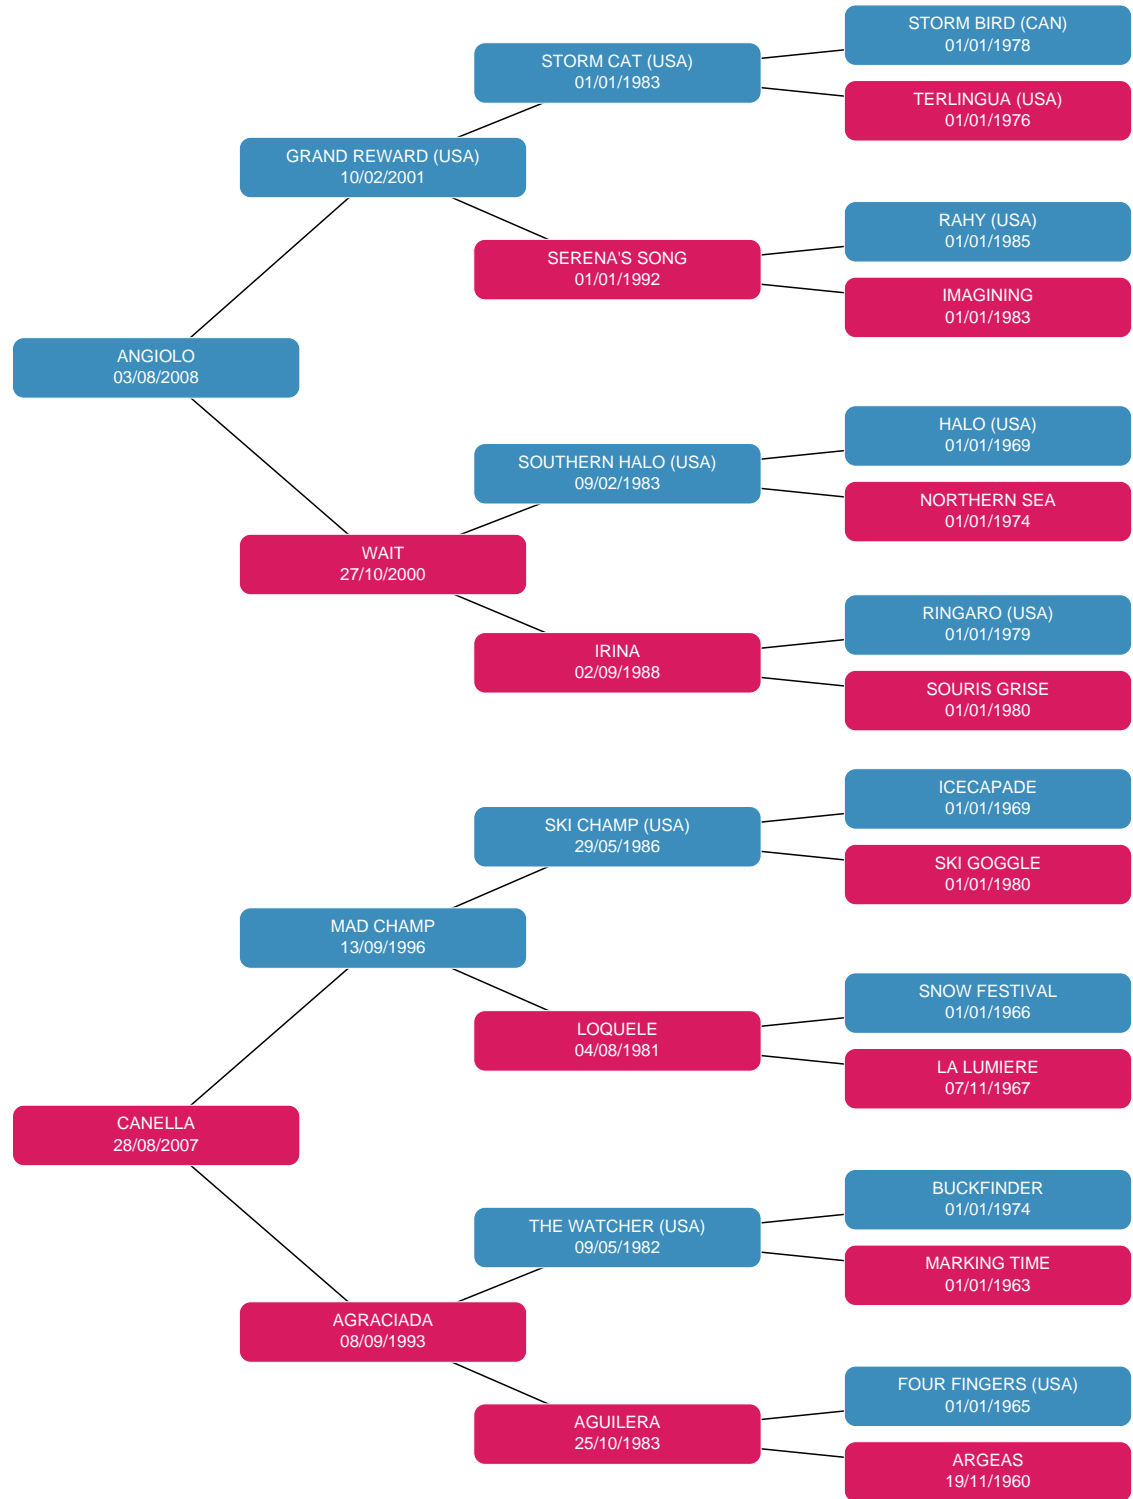 STORM BIRD (CAN)
01/01/1978
STORM CAT (USA)
01/01/1983
TERLINGUA (USA)
01/01/1976
GRAND REWARD (USA)
10/02/2001
RAHY (USA)
01/01/1985
SERENA'S SONG
01/01/1992
IMAGINING
01/01/1983
ANGIOLO
03/08/2008
HALO (USA)
01/01/1969
SOUTHERN HALO (USA)
09/02/1983
NORTHERN SEA
01/01/1974
WAIT
27/10/2000
RINGARO (USA)
01/01/1979
IRINA
02/09/1988
SOURIS GRISE
01/01/1980
ICECAPADE
01/01/1969
SKI CHAMP (USA)
29/05/1986
SKI GOGGLE
01/01/1980
MAD CHAMP
13/09/1996
SNOW FESTIVAL
01/01/1966
LOQUELE
04/08/1981
LA LUMIERE
07/11/1967
CANELLA
28/08/2007
BUCKFINDER
01/01/1974
THE WATCHER (USA)
09/05/1982
MARKING TIME
01/01/1963
AGRACIADA
08/09/1993
FOUR FINGERS (USA)
01/01/1965
AGUILERA
25/10/1983
ARGEAS
19/11/1960